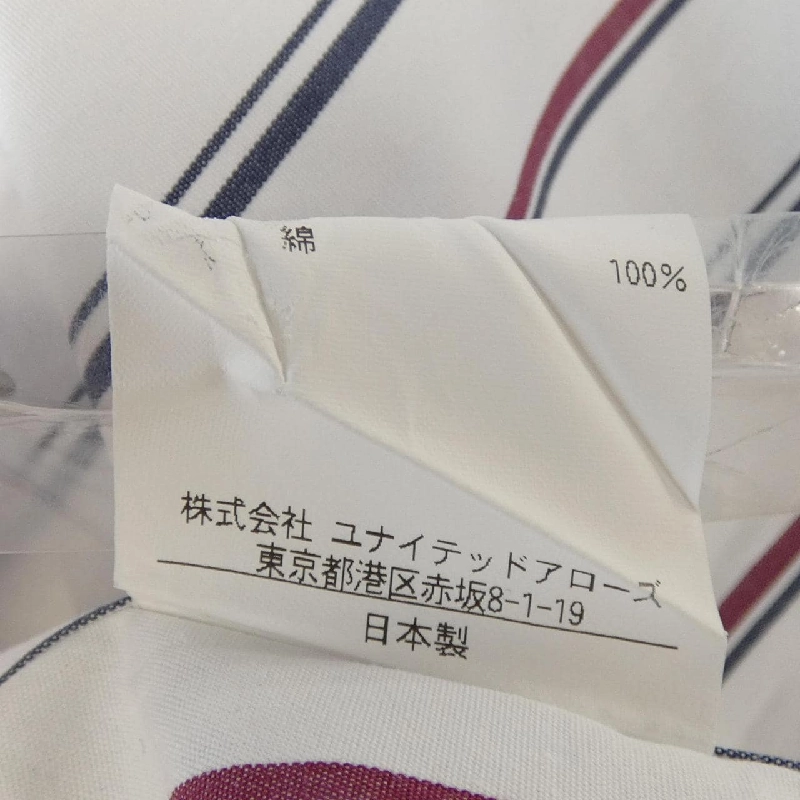 綿 100%
株式会社 ユナイテッドアローズ
東京都港区赤坂8-1-19
日本製